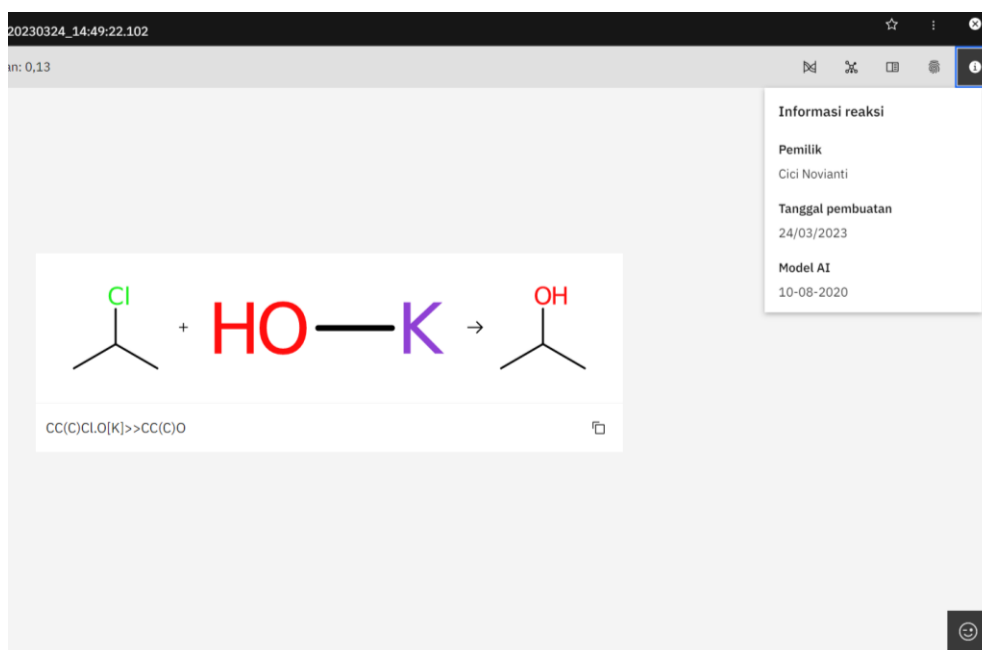 20230324_14:49:22.102
an: 0,13
Informasi reaksi
Pemilik
Cici Novianti
Tanggal pembuatan
24/03/2023
Model AI
10-08-2020
Cl
+ HO K → OH
CC(C)Cl.O[K]>>CC(C)O